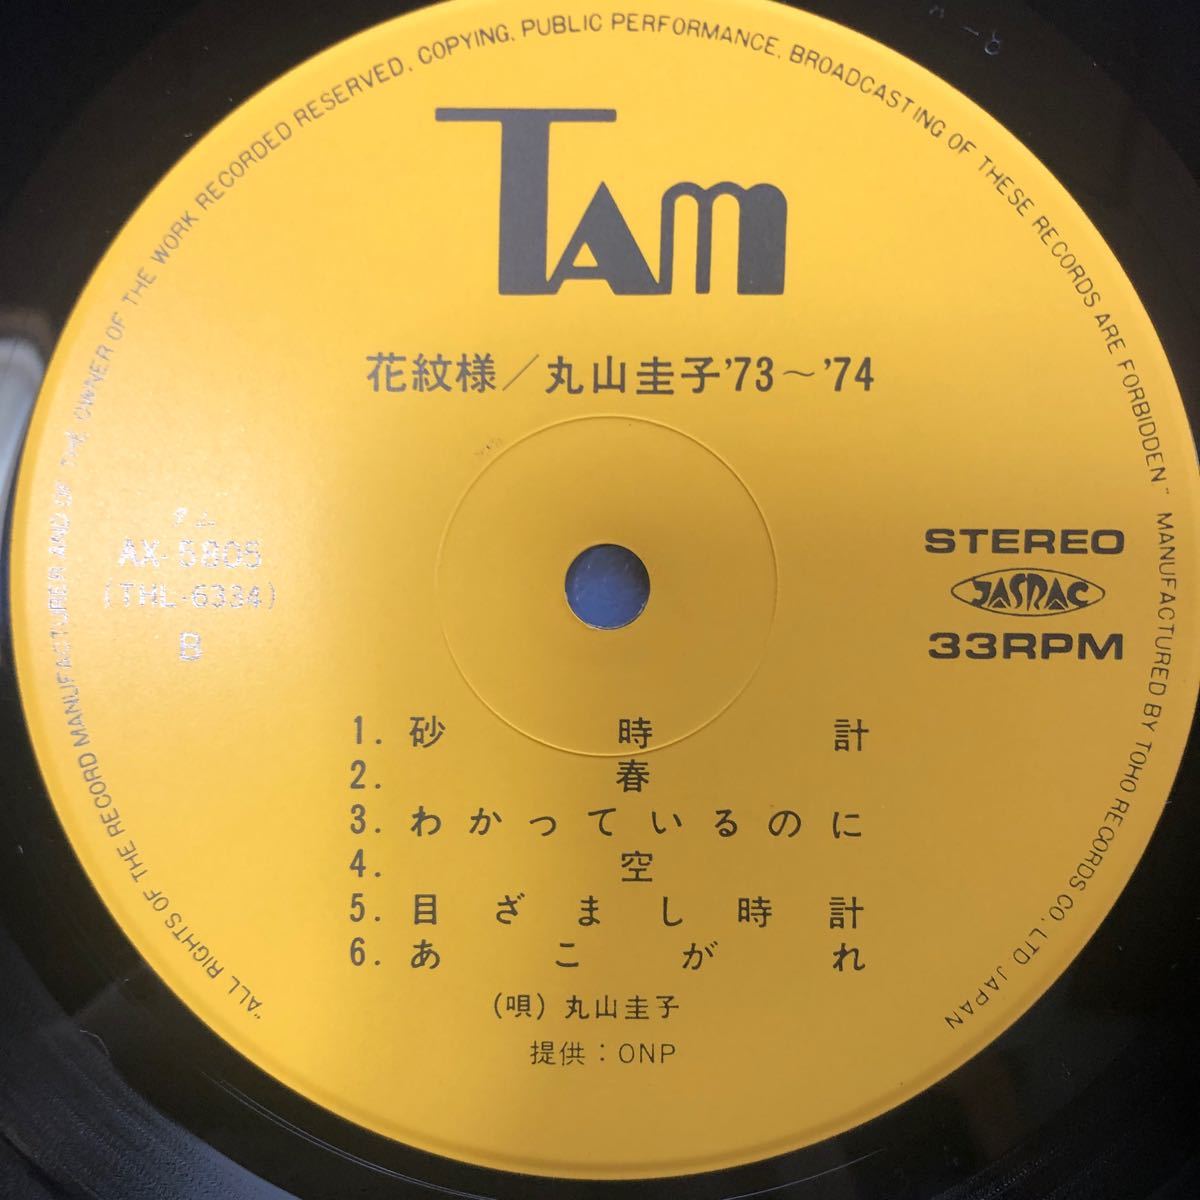 "ALL RIGHTS OF THE RECORD MANUFACTURER AND OF THE OWNER OF THE WORK RECORDED RESERVED. COPYING. PUBLIC PERFORMANCE. BROADCASTING OF THESE RECORDS ARE FORBIDDEN" MANUFACTURED BY TOHO RECORDS CO., LTD JAPAN
TAM
花紋様／丸山圭子'73〜'74
タム
AX-5805
(THL-6334)
B
STEREO
JASRAC
33RPM
1. 砂時計
2. 春
3. わかっているのに
4. 空
5. 目ざまし時計
6. あこがれ
(唄) 丸山圭子
提供：ONP